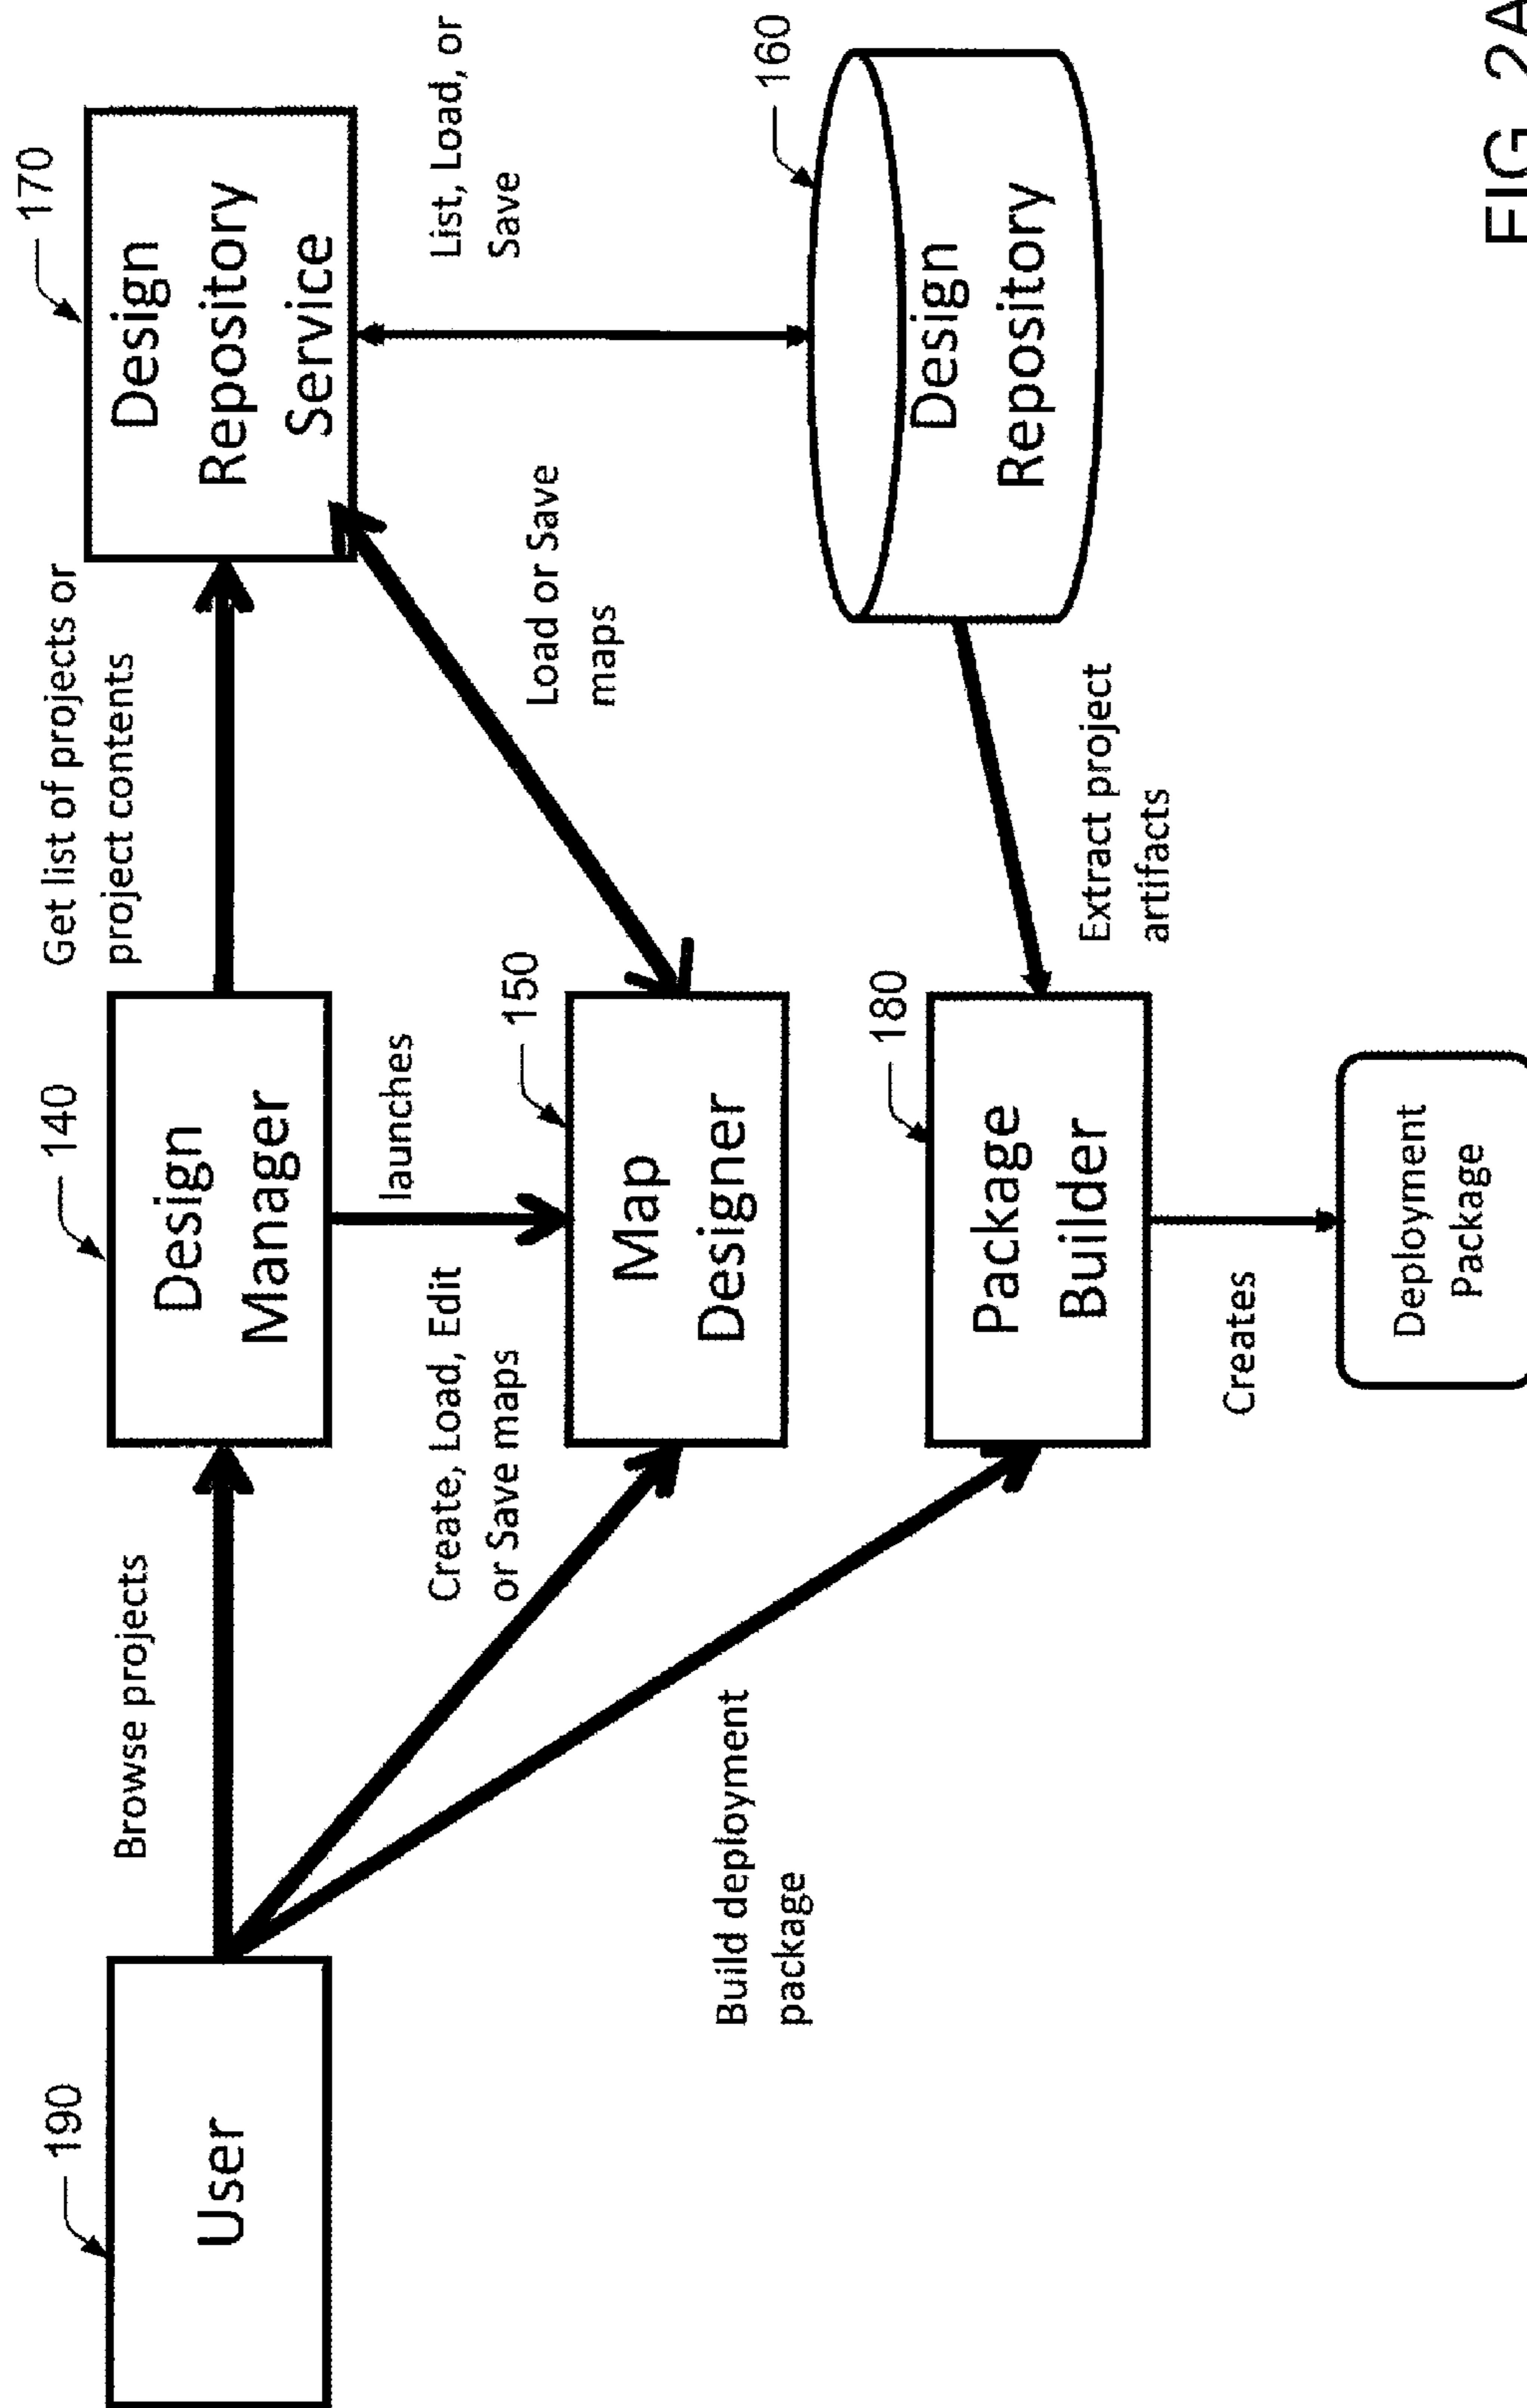 190
User
Browse projects
Create, Load, Edit
or Save maps
Build deployment
package
140
Design
Manager
launches
150
Map
Designer
180
Package
Builder
Creates
Deployment
Package
Get list of projects or
project contents
Load or Save
maps
Extract project
artifacts
170
Design
Repository
Service
List, Load, or
Save
160
Design
Repository
FIG. 2A